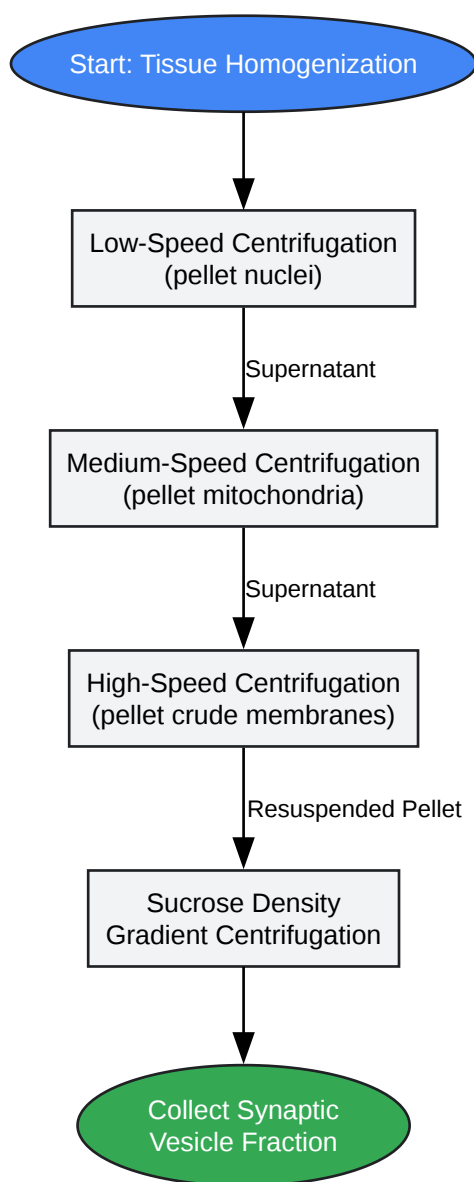 Start: Tissue Homogenization
Low-Speed Centrifugation
(pellet nuclei)
Supernatant
Medium-Speed Centrifugation
(pellet mitochondria)
Supernatant
High-Speed Centrifugation
(pellet crude membranes)
Resuspended Pellet
Sucrose Density
Gradient Centrifugation
Collect Synaptic
Vesicle Fraction